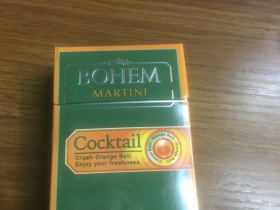 BOHEM
MARTINI
Cocktail
Crush Orange Ball
Enjoy your freshness